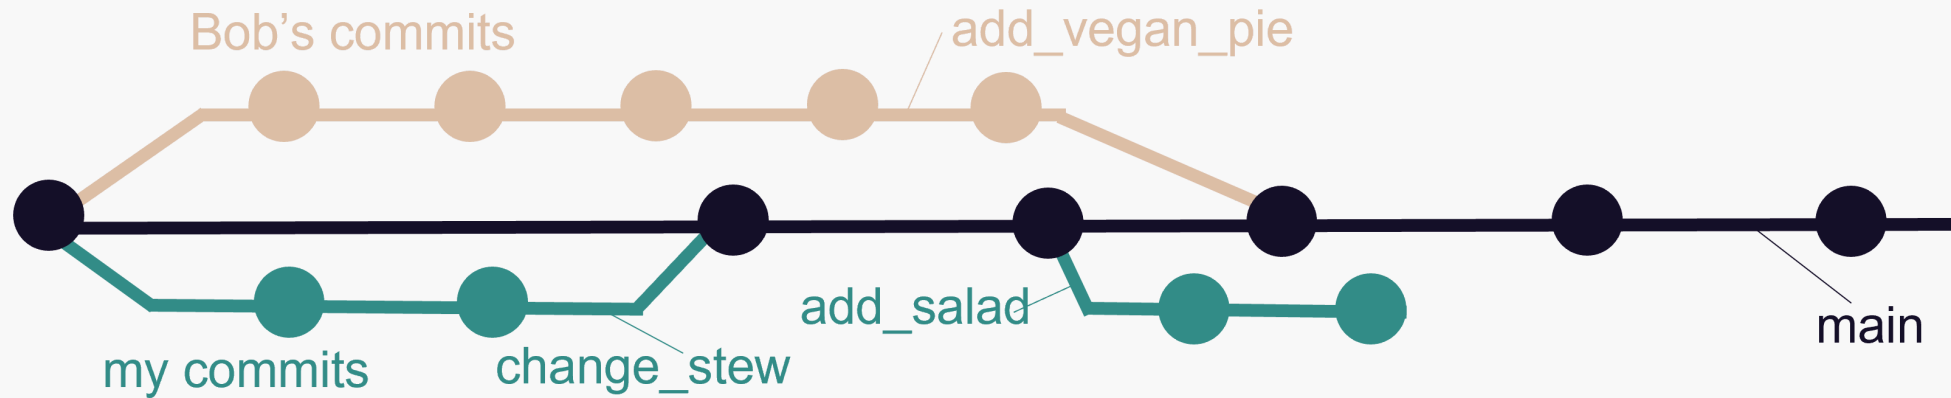 Bob’s commits
add_vegan_pie
add_salad
main
my commits
change_stew